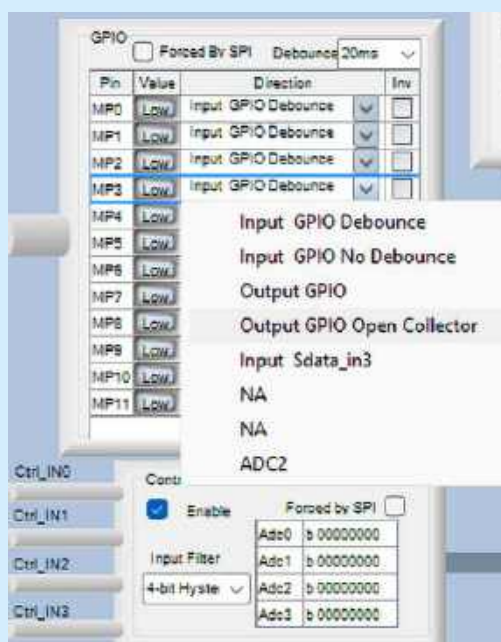 GPIO
Forced By SPI Debounce 20ms
Pin Value Direction Inv
MP0 Low Input GPIO Debounce
MP1 Low Input GPIO Debounce
MP2 Low Input GPIO Debounce
MP3 Low Input GPIO Debounce
MP4 Low Input GPIO Debounce
MP5 Low Input GPIO No Debounce
MP6 Low
MP7 Low Output GPIO
MP8 Low Output GPIO Open Collector
MP9 Low Input Sdata_in3
MP10 Low NA
MP11 Low NA
ADC2
Ctrl_IN0
Enable Forced by SPI
Ctrl_IN1
Adc0 b 00000000
Ctrl_IN2 Input Filter Adc1 b 00000000
4-bit Hyste Adc2 b 00000000
Ctrl_IN3 Adc3 b 00000000